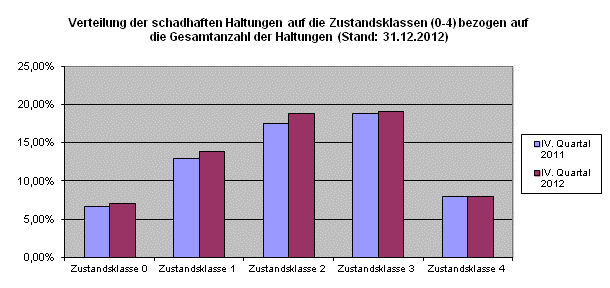 Verteilung der schadhaften Haltungen auf die Zustandsklassen (0-4) bezogen auf
die Gesamtanzahl der Haltungen (Stand: 31.12.2012)
25,00%
20,00%
15,00%
10,00%
5,00%
0,00%
Zustandsklasse 0 Zustandsklasse 1 Zustandsklasse 2 Zustandsklasse 3 Zustandsklasse 4
IV. Quartal
2011
IV. Quartal
2012